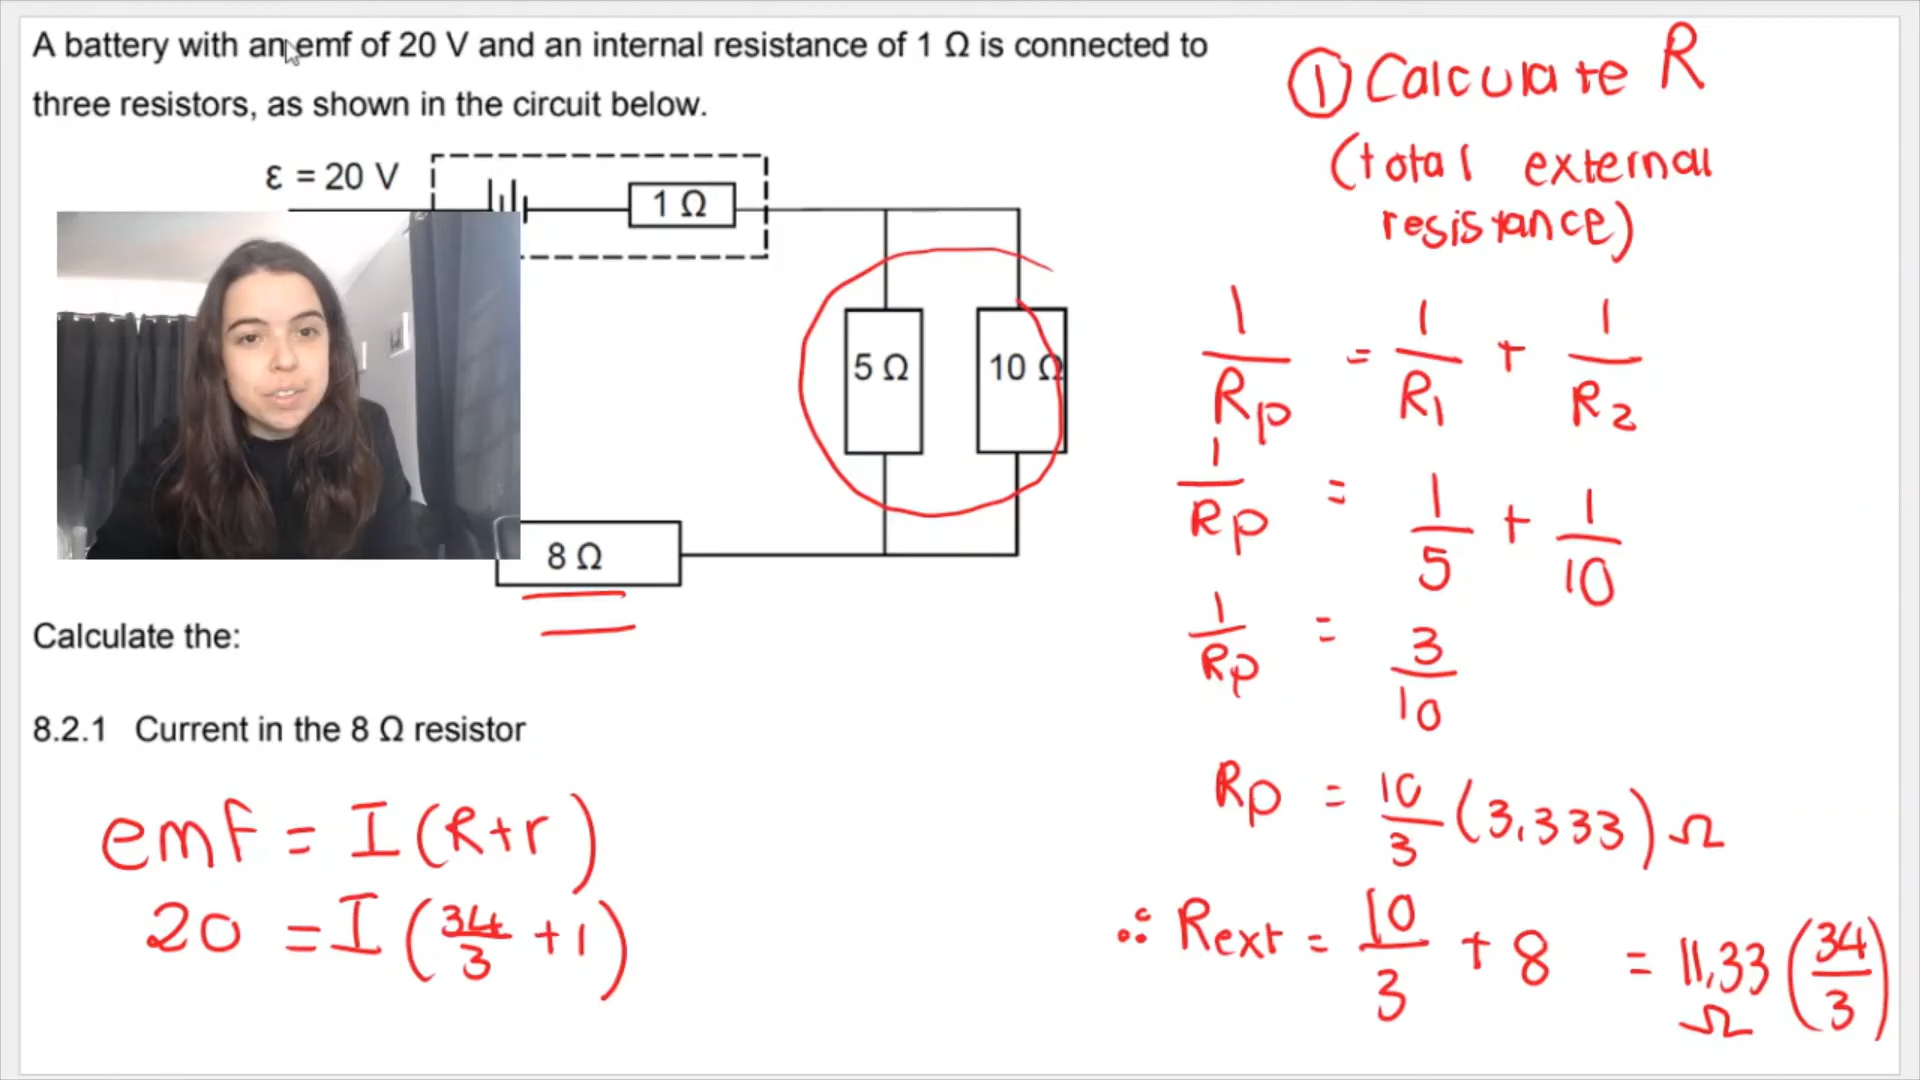 A battery with an emf of 20 V and an internal resistance of 1 Ω is connected to
three resistors, as shown in the circuit below.
ε = 20 V
1 Ω
5 Ω
10 Ω
8 Ω
Calculate the:
8.2.1 Current in the 8 Ω resistor
emf = I (R+r)
20 = I (34/3 + 1)
① Calculate R
(total external
resistance)
1/Rp = 1/R1 + 1/R2
1/Rp = 1/5 + 1/10
1/Rp = 3/10
Rp = 10/3 (3,333) Ω
∴ Rext = 10/3 + 8 = 11,33 (34/3)
Ω